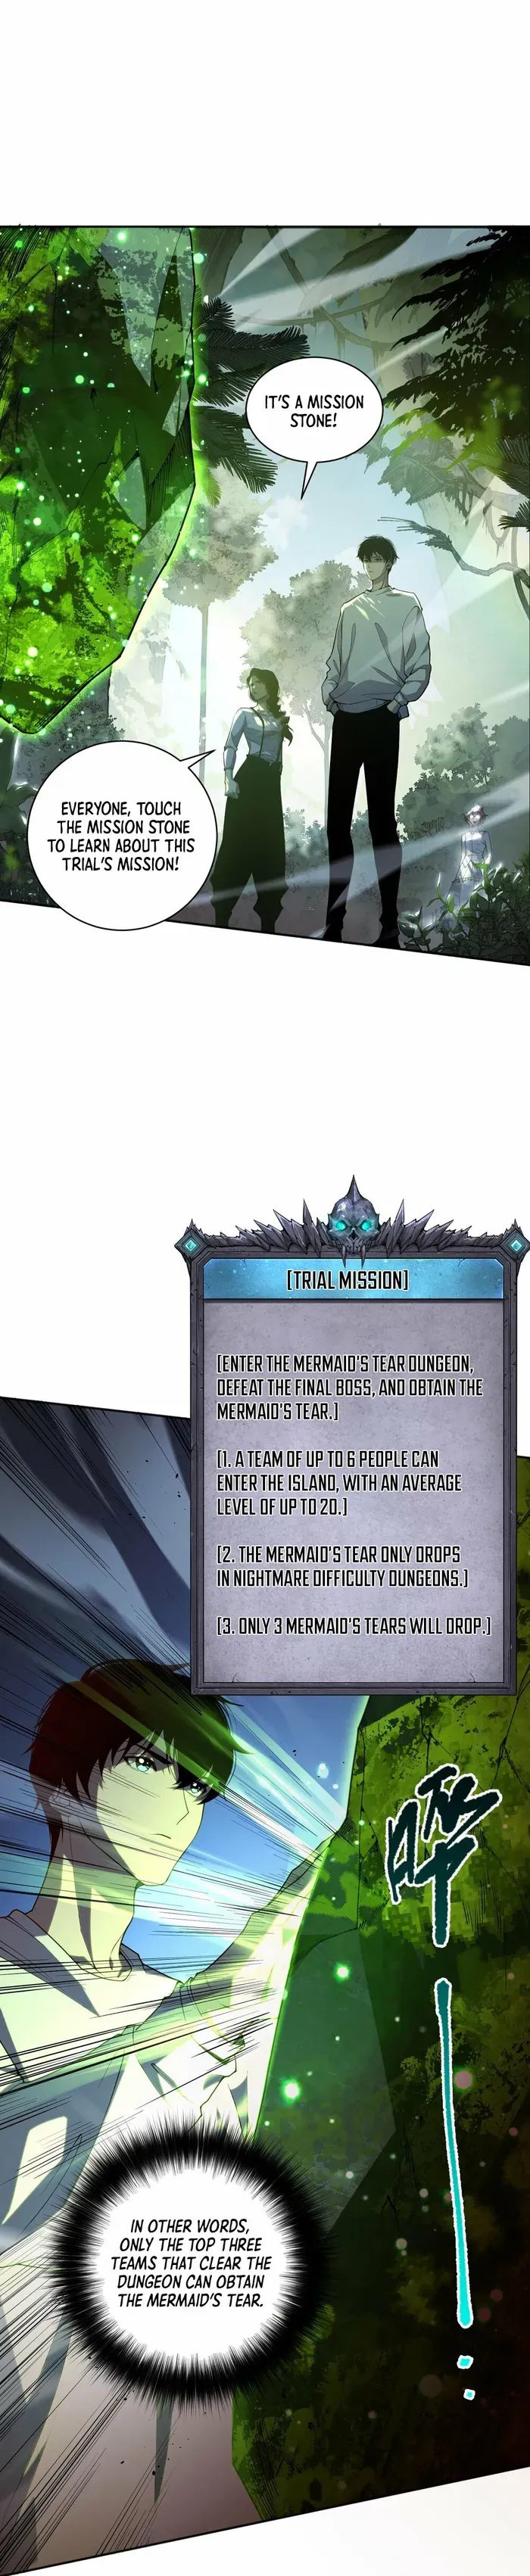 IT'S A MISSION
STONE!
EVERYONE, TOUCH
THE MISSION STONE
TO LEARN ABOUT THIS
TRIAL'S MISSION!
[TRIAL MISSION]
[ENTER THE MERMAID'S TEAR DUNGEON,
DEFEAT THE FINAL BOSS, AND OBTAIN THE
MERMAID'S TEAR.]
[1. A TEAM OF UP TO 6 PEOPLE CAN
ENTER THE ISLAND, WITH AN AVERAGE
LEVEL OF UP TO 20.]
[2. THE MERMAID'S TEAR ONLY DROPS
IN NIGHTMARE DIFFICULTY DUNGEONS.]
[3. ONLY 3 MERMAID'S TEARS WILL DROP.]
IN OTHER WORDS,
ONLY THE TOP THREE
TEAMS THAT CLEAR THE
DUNGEON CAN OBTAIN
THE MERMAID'S TEAR.